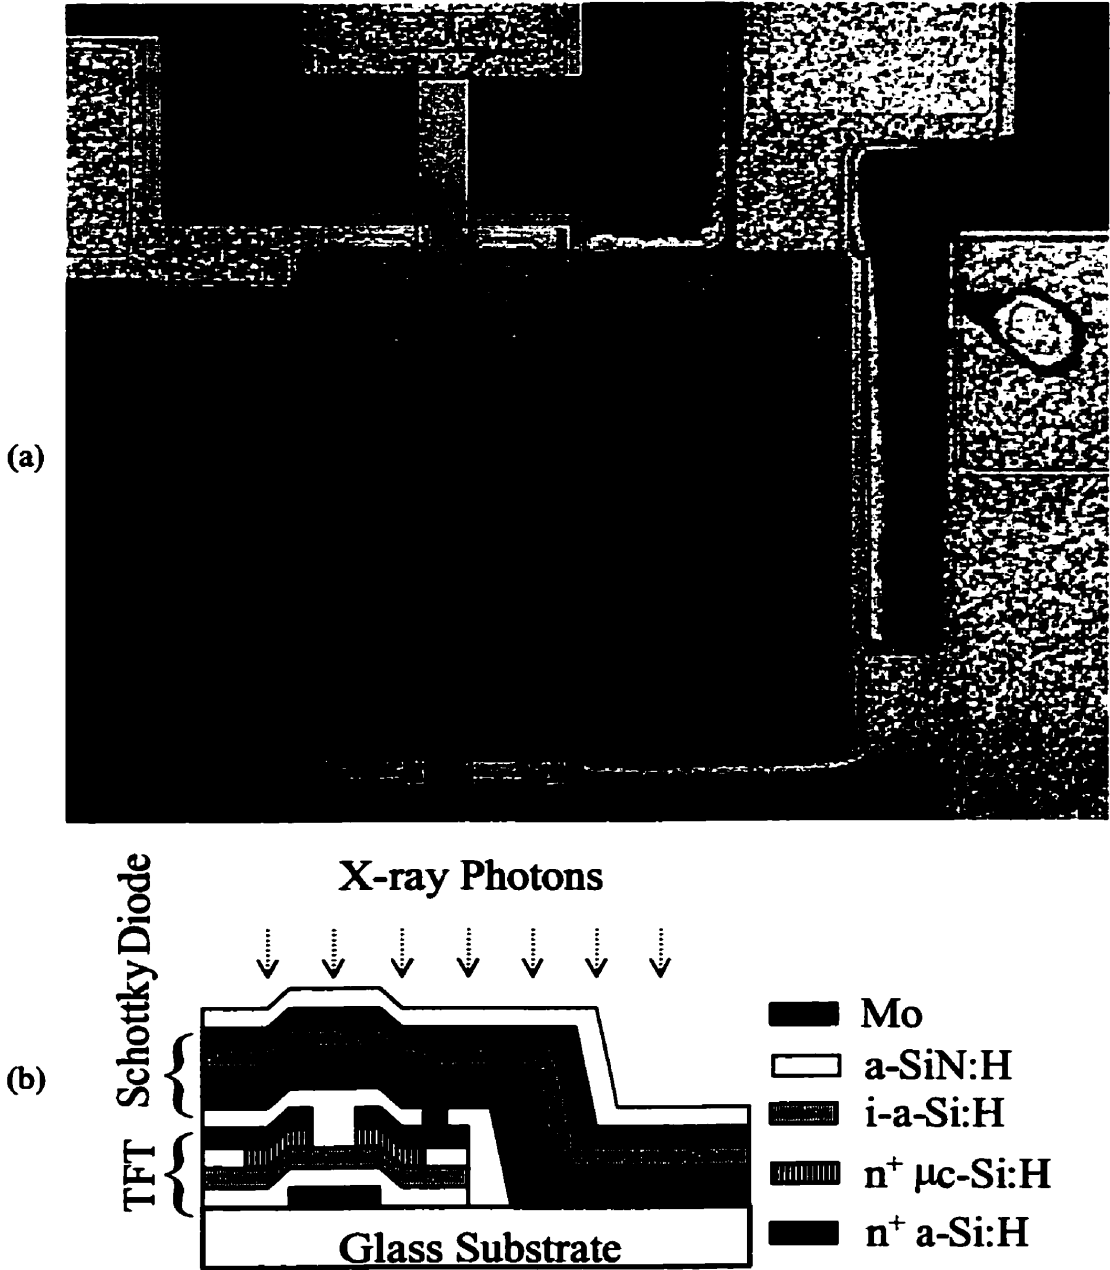 (a)
X-ray Photons
Schottky Diode
TFT
(b)
Glass Substrate
Mo
a-SiN:H
i-a-Si:H
n⁺ μc-Si:H
n⁺ a-Si:H